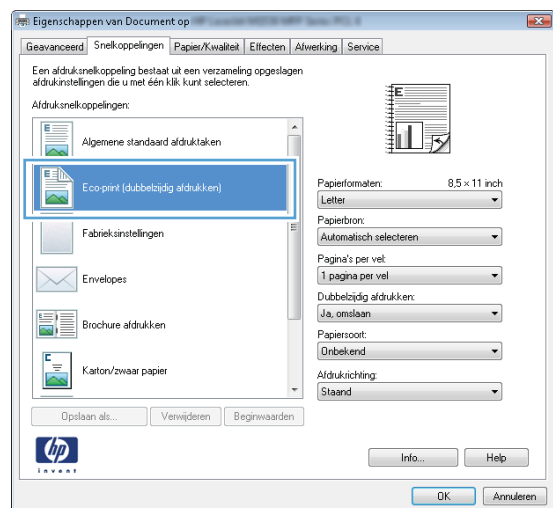 Eigenschappen van Document op
Geavanceerd Snelkoppelingen Papier/Kwaliteit Effecten Afwerking Service
Een afdruksnelkoppeling bestaat uit een verzameling opgeslagen
afdrukinstellingen die u met één klik kunt selecteren.
Afdruksnelkoppelingen:
Algemene standaard afdruktaken
Eco-print (dubbelzijdig afdrukken)
Fabrieksinstellingen
Envelopes
Brochure afdrukken
Karton/zwaar papier
Opslaan als... Verwijderen Beginwaarden
E
Papierformaten: 8,5 × 11 inch
Letter
Papierbron:
Automatisch selecteren
Pagina's per vel:
1 pagina per vel
Dubbelzijdig afdrukken:
Ja, omslaan
Papiersoort:
Onbekend
Afdrukrichting:
Staand
hp
invent
Info... Help
OK Annuleren